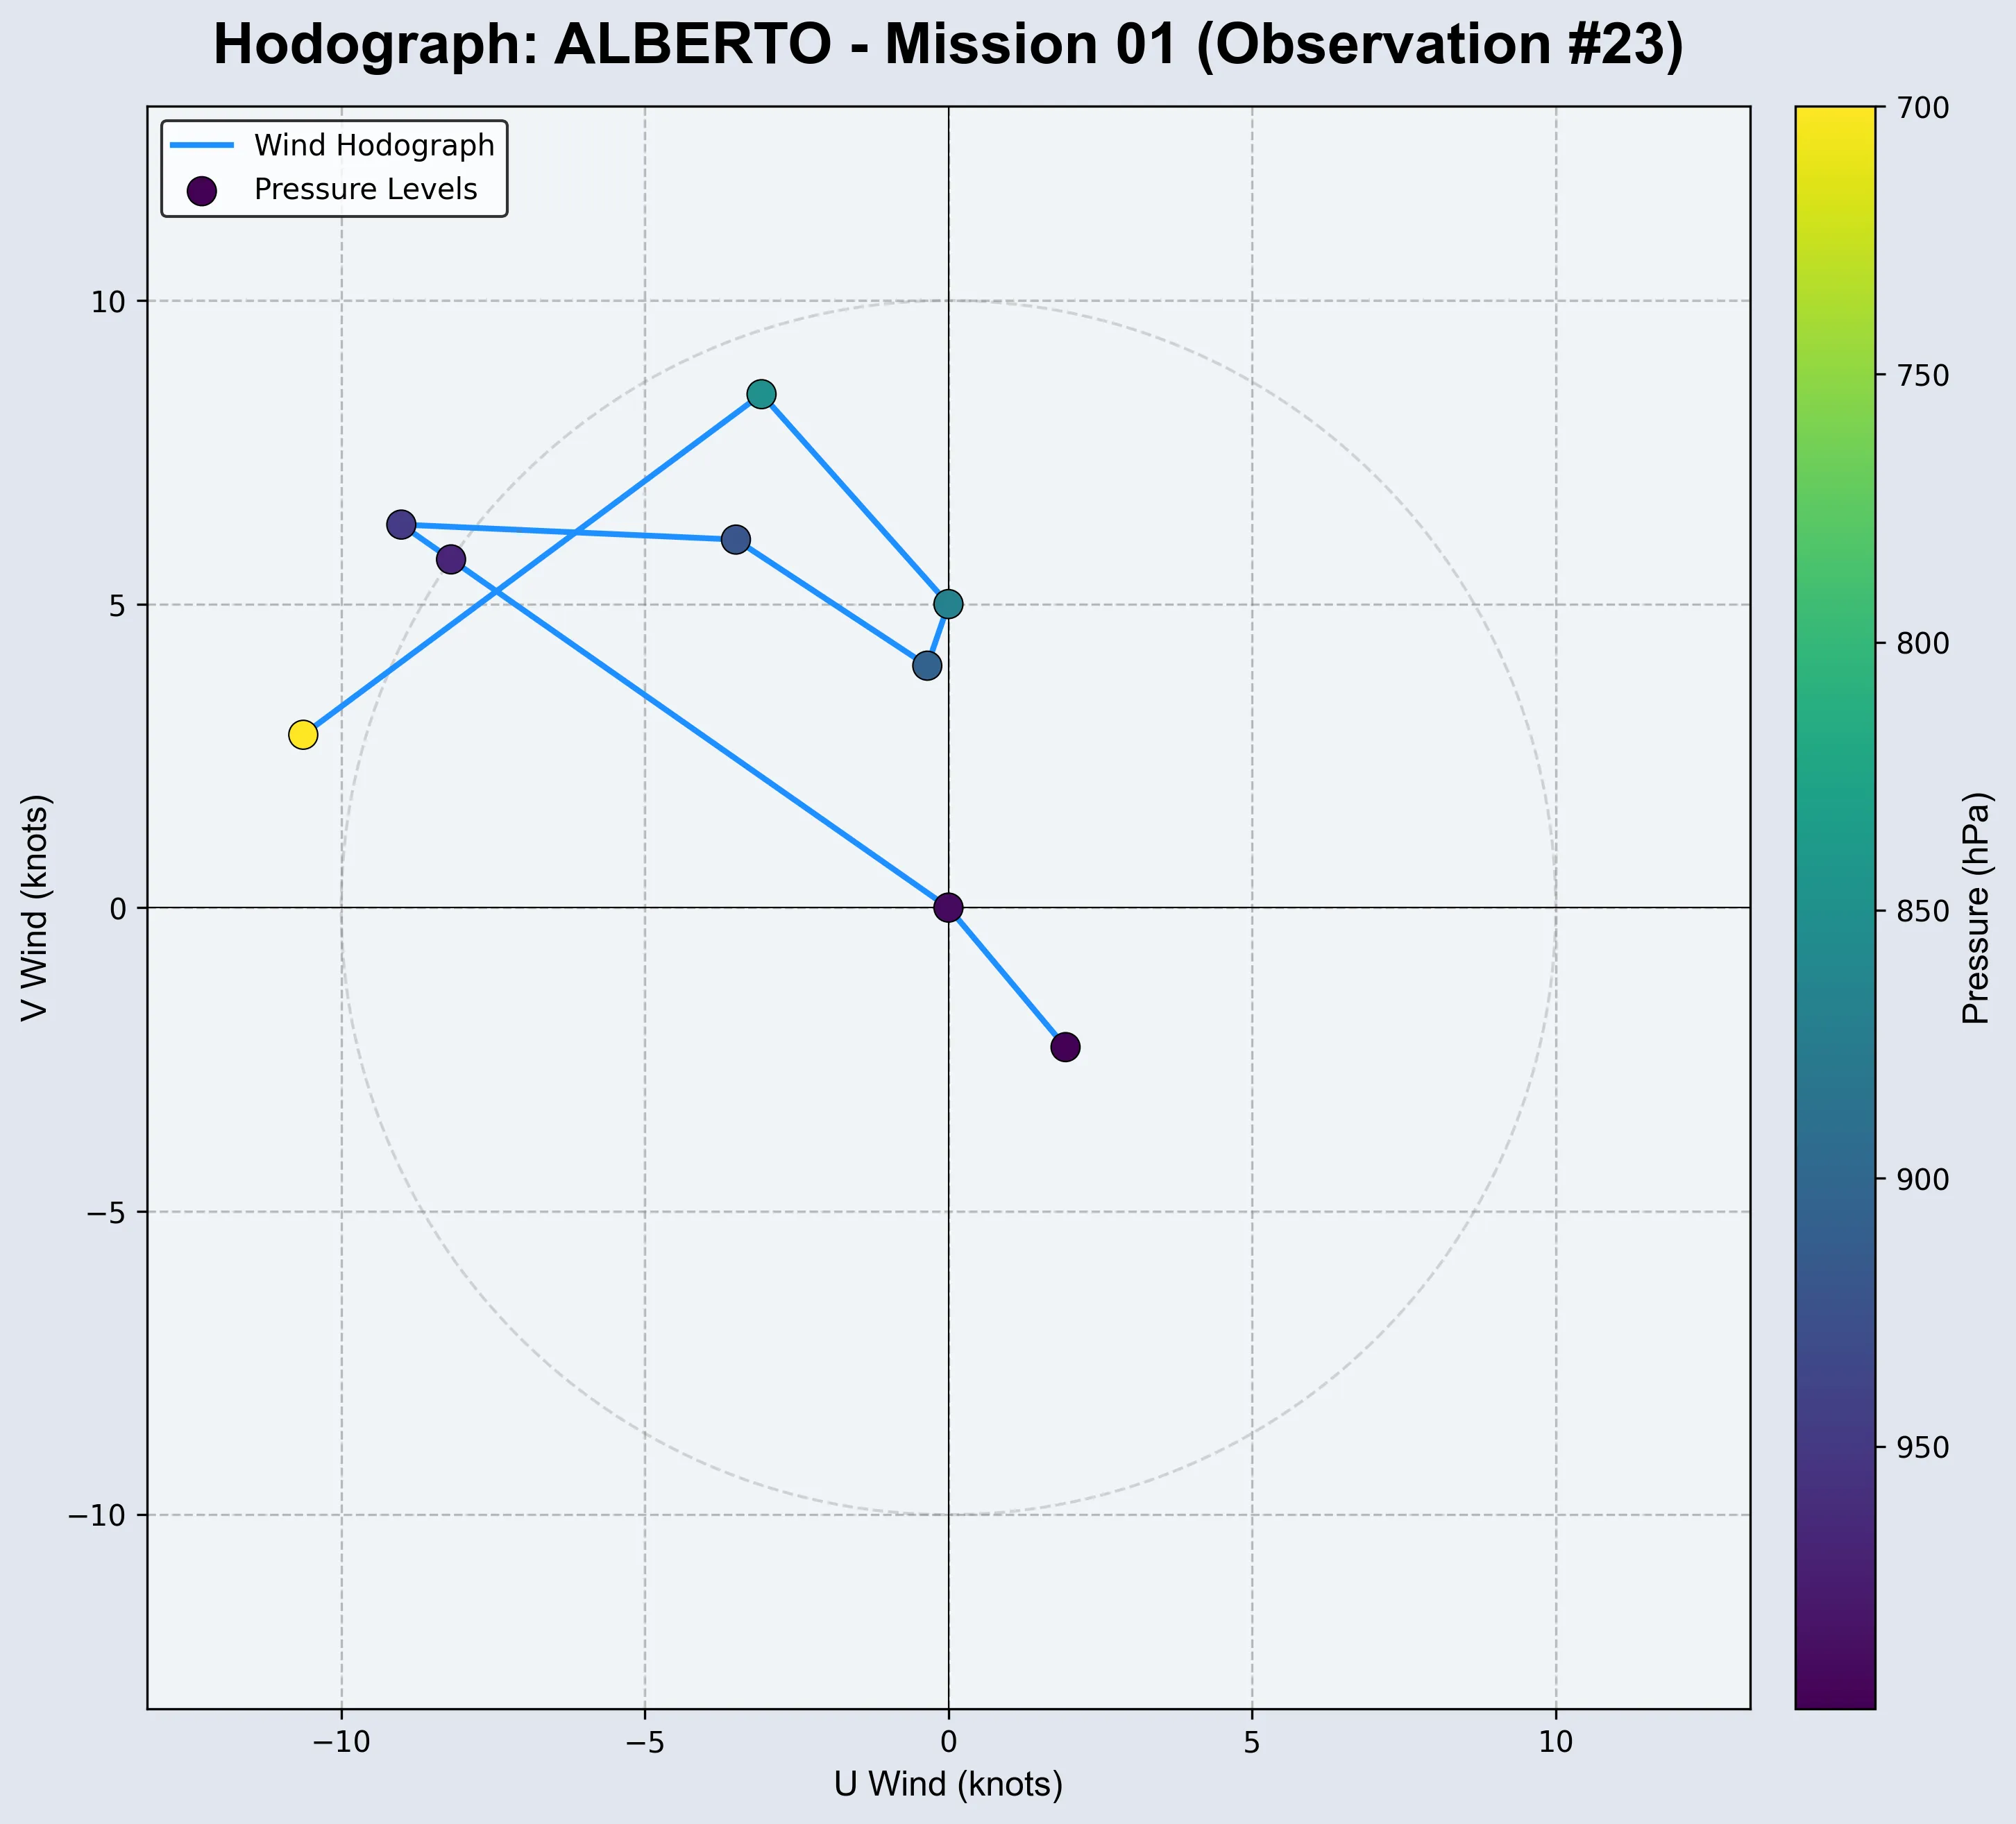 Hodograph: ALBERTO - Mission 01 (Observation #23)
Wind Hodograph
Pressure Levels
10
5
0
−5
−10
V Wind (knots)
−10
−5
0
5
10
U Wind (knots)
700
750
800
850
900
950
Pressure (hPa)